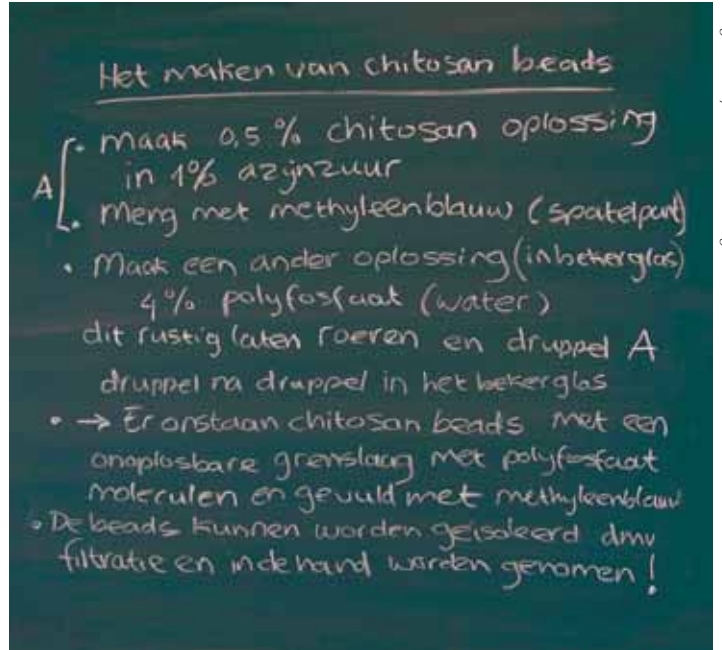 Het maken van chitosan beads
A
• Maak 0,5% chitosan oplossing
in 1% azijnzuur
• Meng met methyleenblauw (spatelpunt)
• Maak een ander oplossing (in bekerglas)
4% polyfosfaat (water)
dit rustig laten roeren en druppel A
druppel na druppel in het bekerglas
• → Er onstaan chitosan beads met een
onoplosbare grenslaag met polyfosfaat
moleculen en gevuld met methyleenblauw
• De beads kunnen worden geïsoleerd dmv
filtratie en in de hand worden genomen!